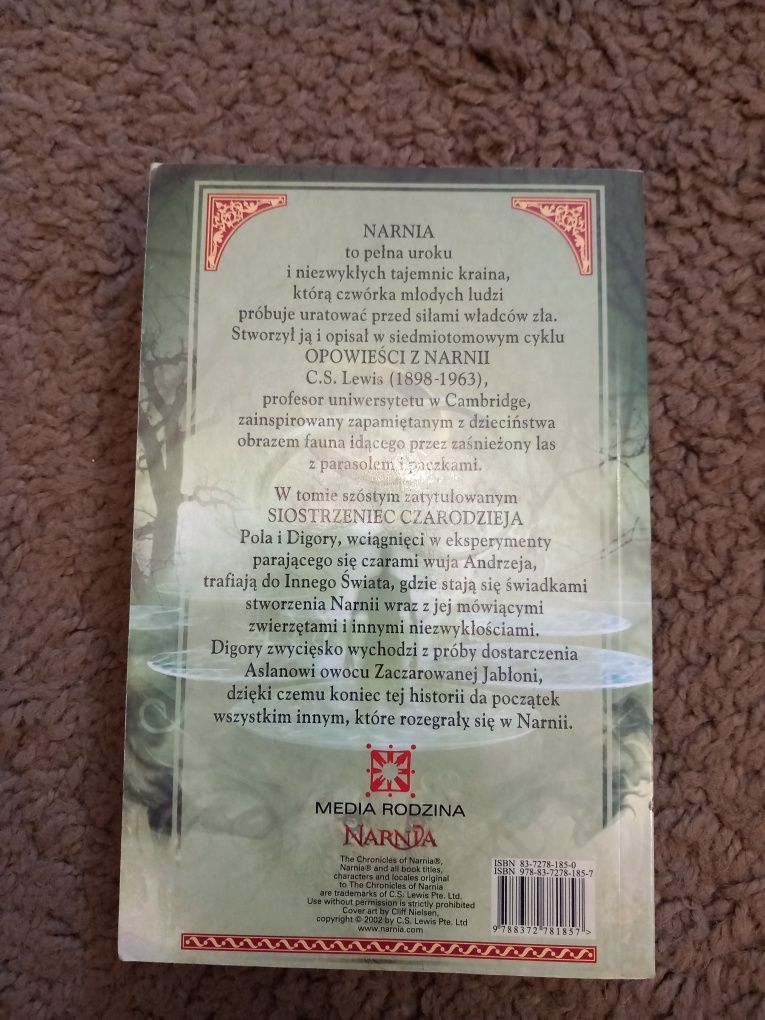 NARNIA
to pełna uroku
i niezwykłych tajemnic kraina,
którą czwórka młodych ludzi
próbuje uratować przed siłami władców zła.
Stworzył ją i opisał w siedmiotomowym cyklu
OPOWIEŚCI Z NARNII
C.S. Lewis (1898-1963),
profesor uniwersytetu w Cambridge,
zainspirowany zapamiętanym z dzieciństwa
obrazem fauna idącego przez zaśnieżony las
z parasolem i paczkami.
W tomie szóstym zatytułowanym
SIOSTRZENIEC CZARODZIEJA
Pola i Digory, wciągnięci w eksperymenty
parającego się czarami wuja Andrzeja,
trafiają do Innego Świata, gdzie stają się świadkami
stworzenia Narnii wraz z jej mówiącymi
zwierzętami i innymi niezwykłościami.
Digory zwycięsko wychodzi z próby dostarczenia
Aslanowi owocu Zaczarowanej Jabłoni,
dzięki czemu koniec tej historii da początek
wszystkim innym, które rozegrały się w Narnii.
MEDIA RODZINA
NARNIA
The Chronicles of Narnia®,
Narnia® and all book titles,
characters and locales original
to The Chronicles of Narnia
are trademarks of C.S. Lewis Pte. Ltd.
Use without permission is strictly prohibited
Cover art by Cliff Nielsen,
copyright © 2002 by C.S. Lewis Pte. Ltd
www.narnia.com
ISBN 83-7278-185-0
ISBN 978-83-7278-185-7
9 788372 781857 >